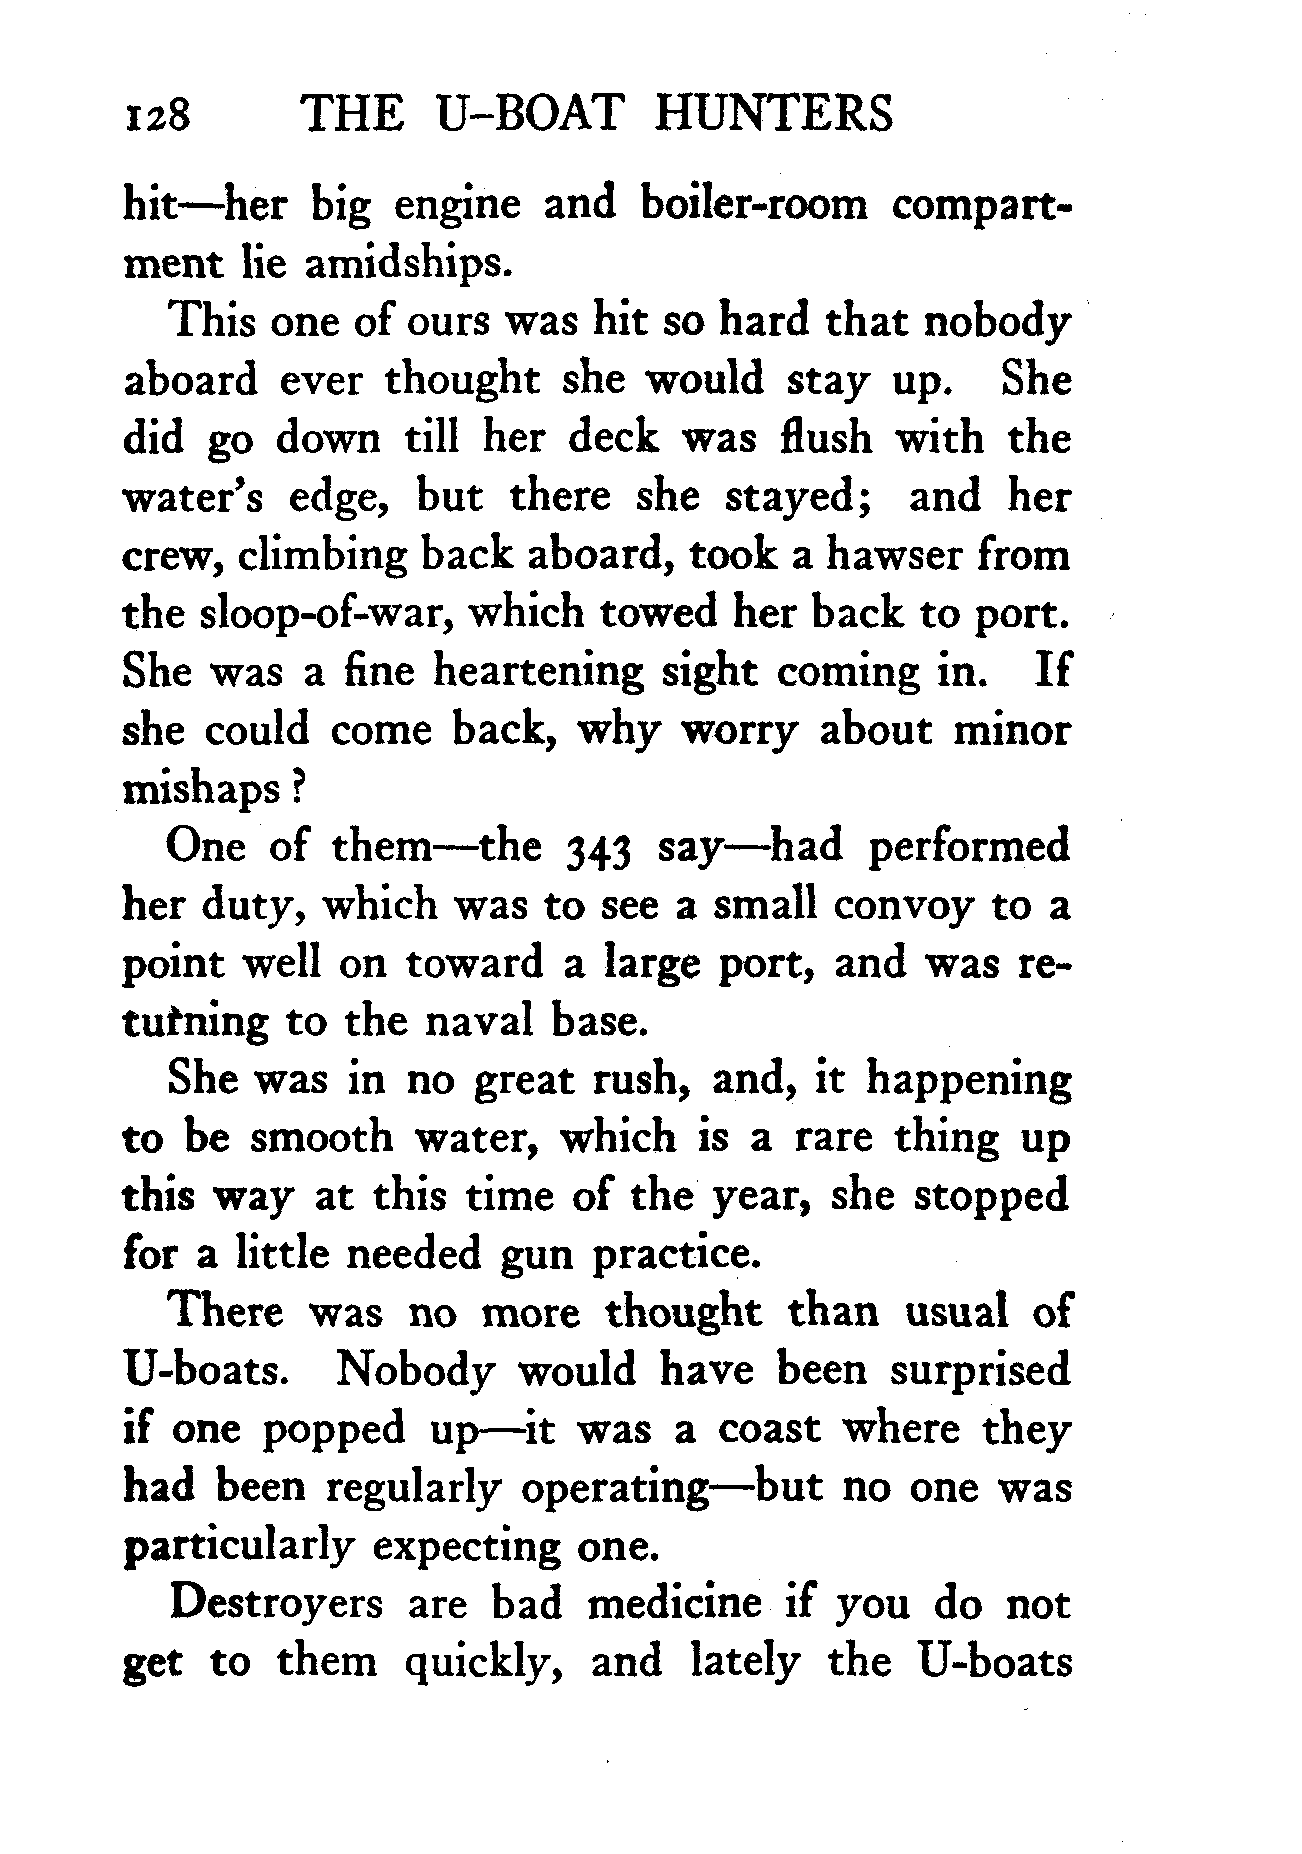 128 THE U-BOAT HUNTERS
hit—her big engine and boiler-room compart-
ment lie amidships.
This one of ours was hit so hard that nobody
aboard ever thought she would stay up. She
did go down till her deck was flush with the
water's edge, but there she stayed; and her
crew, climbing back aboard, took a hawser from
the sloop-of-war, which towed her back to port.
She was a fine heartening sight coming in. If
she could come back, why worry about minor
mishaps?
One of them—the 343 say—had performed
her duty, which was to see a small convoy to a
point well on toward a large port, and was re-
turning to the naval base.
She was in no great rush, and, it happening
to be smooth water, which is a rare thing up
this way at this time of the year, she stopped
for a little needed gun practice.
There was no more thought than usual of
U-boats. Nobody would have been surprised
if one popped up—it was a coast where they
had been regularly operating—but no one was
particularly expecting one.
Destroyers are bad medicine if you do not
get to them quickly, and lately the U-boats